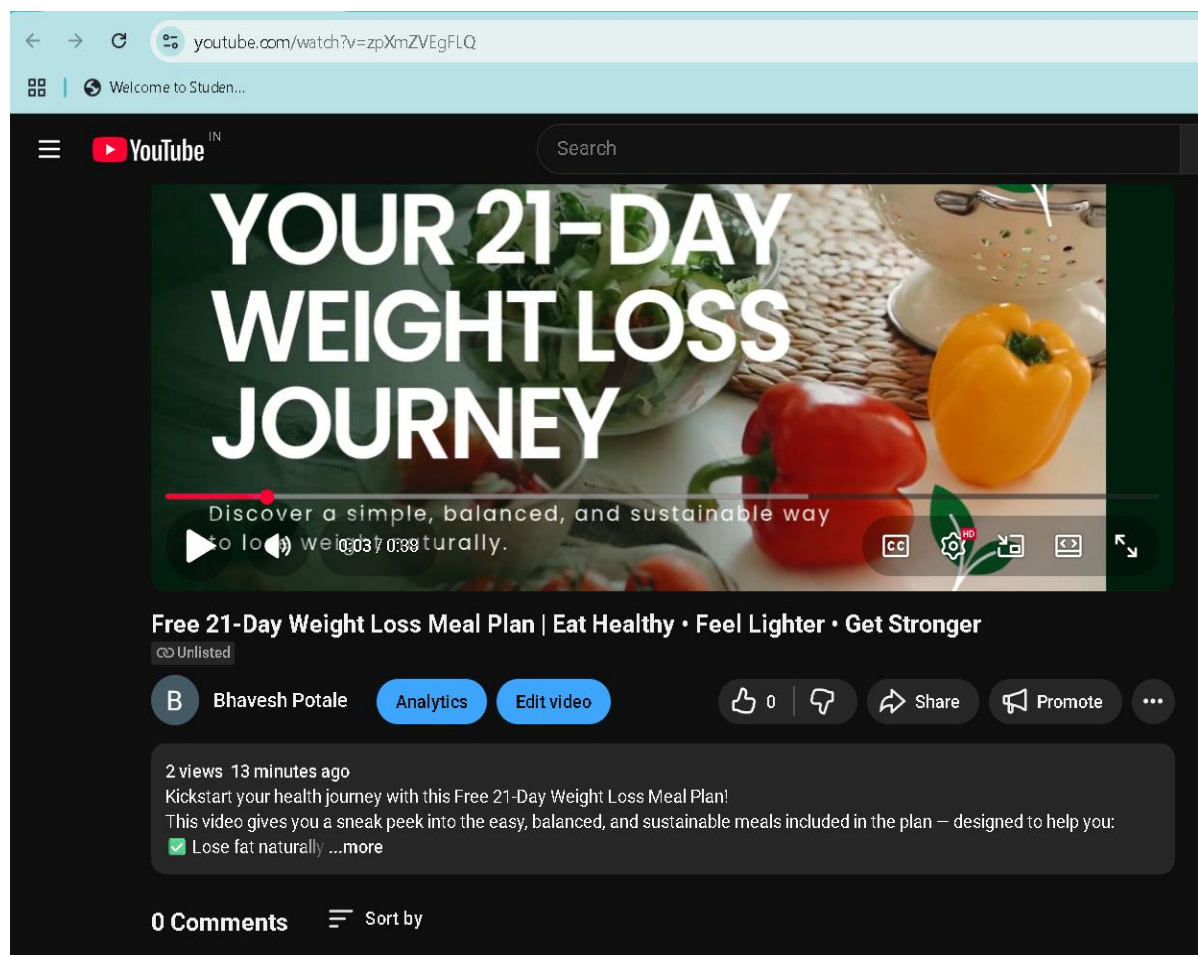 youtube.com/watch?v=zpXmZVEgFLQ
Welcome to Studen...
YouTube IN
Search
YOUR 21-DAY
WEIGHT LOSS
JOURNEY
Discover a simple, balanced, and sustainable way
to lose weight naturally.
0:03 / 0:38
CC
HD
Free 21-Day Weight Loss Meal Plan | Eat Healthy • Feel Lighter • Get Stronger
Unlisted
B
Bhavesh Potale
Analytics
Edit video
0
Share
Promote
2 views 13 minutes ago
Kickstart your health journey with this Free 21-Day Weight Loss Meal Plan!
This video gives you a sneak peek into the easy, balanced, and sustainable meals included in the plan — designed to help you:
✅ Lose fat naturally ...more
0 Comments
Sort by